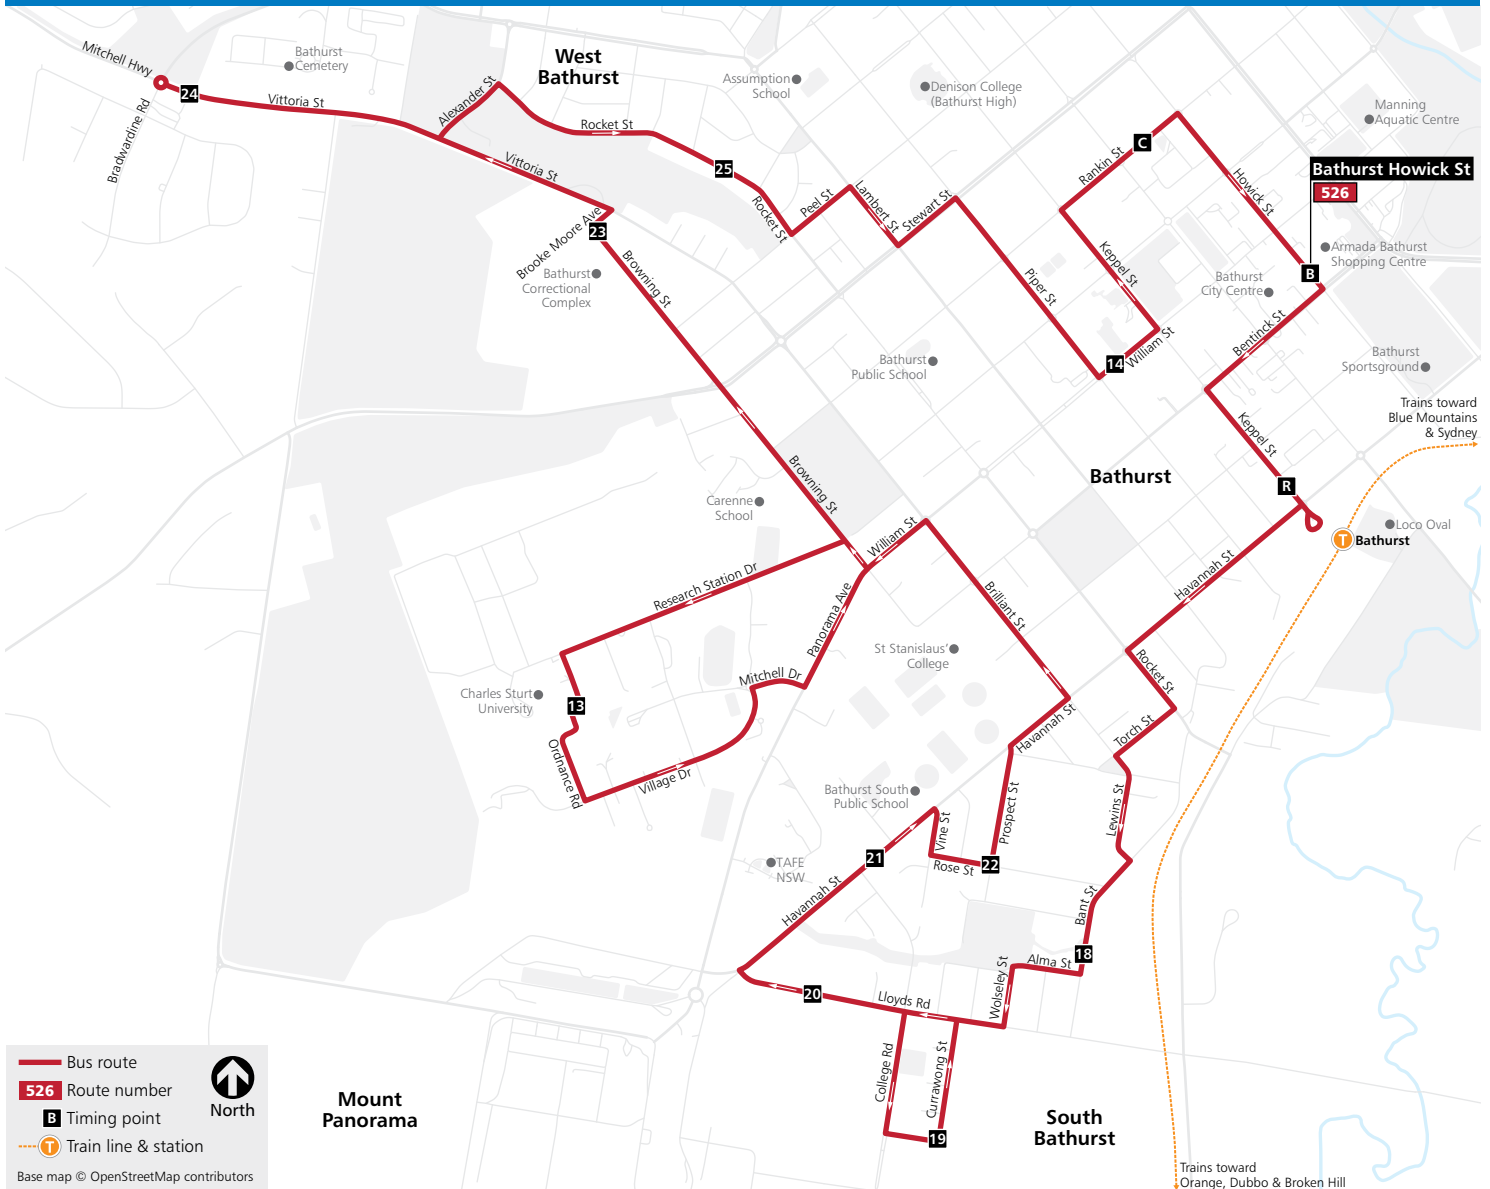 Mitchell Hwy
Bathurst
Cemetery
West
Bathurst
24
Vittoria St
Bradwardine Rd
Alexander St
Rocket St
Assumption
School
Denison College
(Bathurst High)
Manning
Aquatic Centre
C
Rankin St
Bathurst Howick St
526
Howick St
Vittoria St
25
Rocket St
Peel St
Lambert St
Stewart St
Brooke Moore Ave
23
Browning St
Bathurst
Correctional
Complex
Piper St
Keppel St
Armada Bathurst
Shopping Centre
B
Bathurst
City Centre
Bentinck St
14
William St
Bathurst
Public School
Bathurst
Sportsground
Trains toward
Blue Mountains
& Sydney
Keppel St
Bathurst
Browning St
R
Carenne
School
William St
Loco Oval
T
Bathurst
Research Station Dr
Panorama Ave
Brilliant St
Havannah St
St Stanislaus’
College
Rocket St
Mitchell Dr
Charles Sturt
University
13
Havannah St
Torch St
Ordnance Rd
Village Dr
Bathurst South
Public School
Prospect St
Lewins St
Vine St
21
Rose St
22
TAFE
NSW
Havannah St
Bant St
18
Alma St
Wolseley St
20
Lloyds Rd
College Rd
Currawong St
19
Bus route
526
Route number
B
Timing point
T
Train line & station
North
Base map © OpenStreetMap contributors
Mount
Panorama
South
Bathurst
Trains toward
Orange, Dubbo & Broken Hill